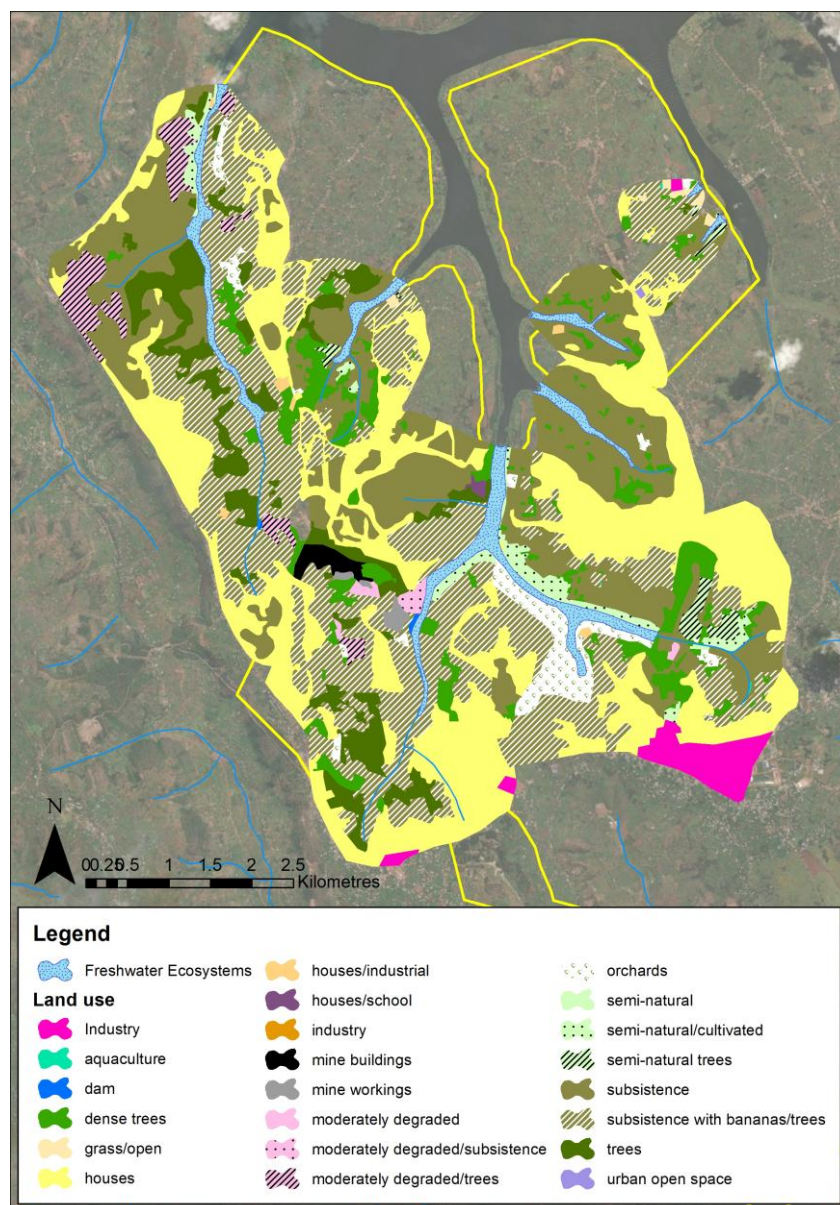 N
00.250.5 1 1.5 2 2.5
Kilometres
Legend
Freshwater Ecosystems
Land use
Industry
aquaculture
dam
dense trees
grass/open
houses
houses/industrial
houses/school
industry
mine buildings
mine workings
moderately degraded
moderately degraded/subsistence
moderately degraded/trees
orchards
semi-natural
semi-natural/cultivated
semi-natural trees
subsistence
subsistence with bananas/trees
trees
urban open space